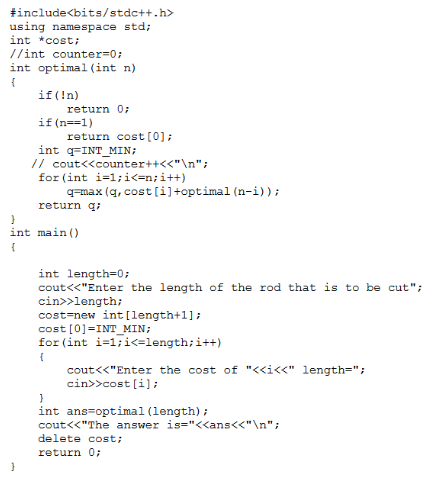 #include<bits/stdc++.h>
using namespace std;
int *cost;
//int counter=0;
int optimal(int n)
{
    if(!n)
        return 0;
    if(n==1)
        return cost[0];
    int q=INT_MIN;
   // cout<<counter++<<"\n";
    for(int i=1;i<=n;i++)
        q=max(q,cost[i]+optimal(n-i));
    return q;
}
int main()
{

    int length=0;
    cout<<"Enter the length of the rod that is to be cut";
    cin>>length;
    cost=new int[length+1];
    cost[0]=INT_MIN;
    for(int i=1;i<=length;i++)
    {
        cout<<"Enter the cost of "<<i<<" length=";
        cin>>cost[i];
    }
    int ans=optimal(length);
    cout<<"The answer is="<<ans<<"\n";
    delete cost;
    return 0;
}